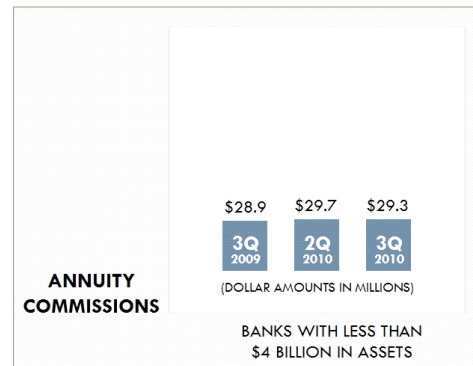 $28.9 $29.7 $29.3
3Q 2Q 3Q
2009 2010 2010
(DOLLAR AMOUNTS IN MILLIONS)
ANNUITY
COMMISSIONS
BANKS WITH LESS THAN
$4 BILLION IN ASSETS